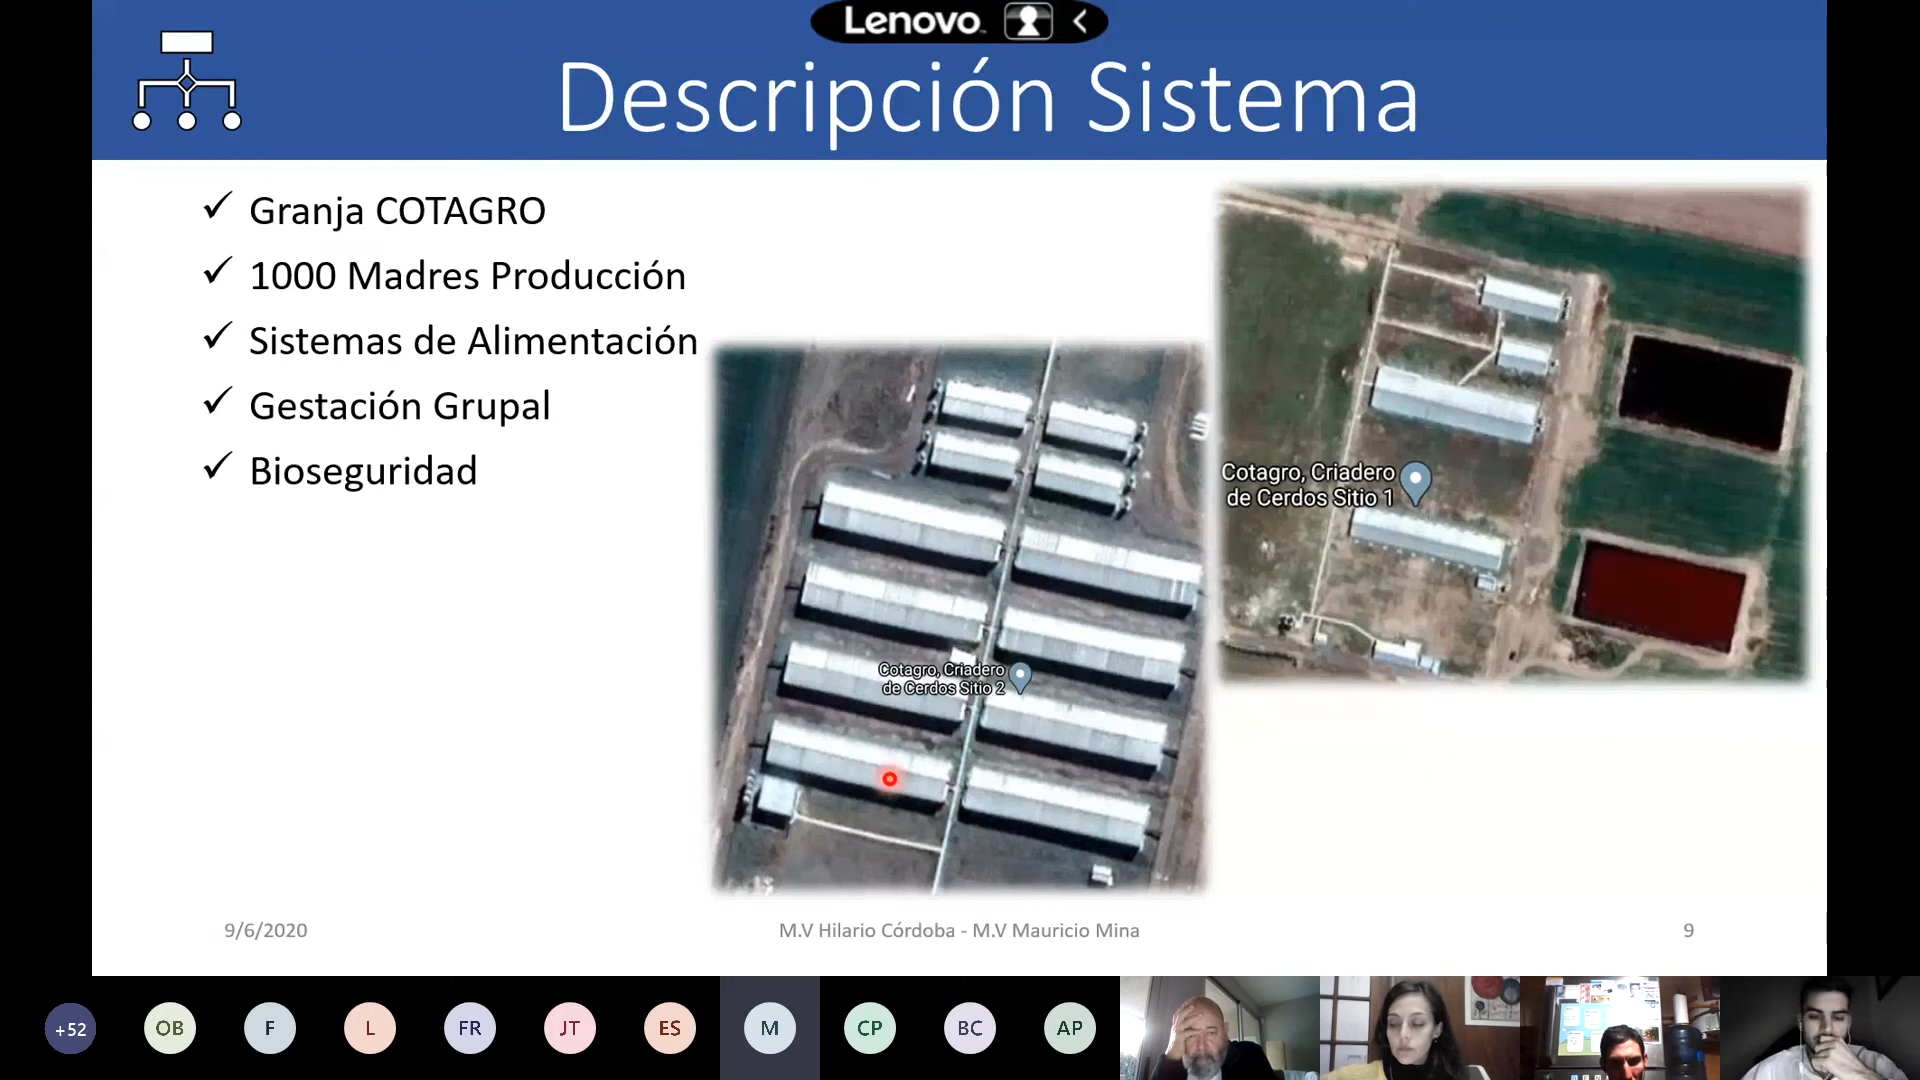 Lenovo
Descripción Sistema
✓ Granja COTAGRO
✓ 1000 Madres Producción
✓ Sistemas de Alimentación
✓ Gestación Grupal
✓ Bioseguridad
Cotagro, Criadero
de Cerdos Sitio 1
Cotagro, Criadero
de Cerdos Sitio 2
9/6/2020
M.V Hilario Córdoba - M.V Mauricio Mina
9
+52
OB
F
L
FR
JT
ES
M
CP
BC
AP